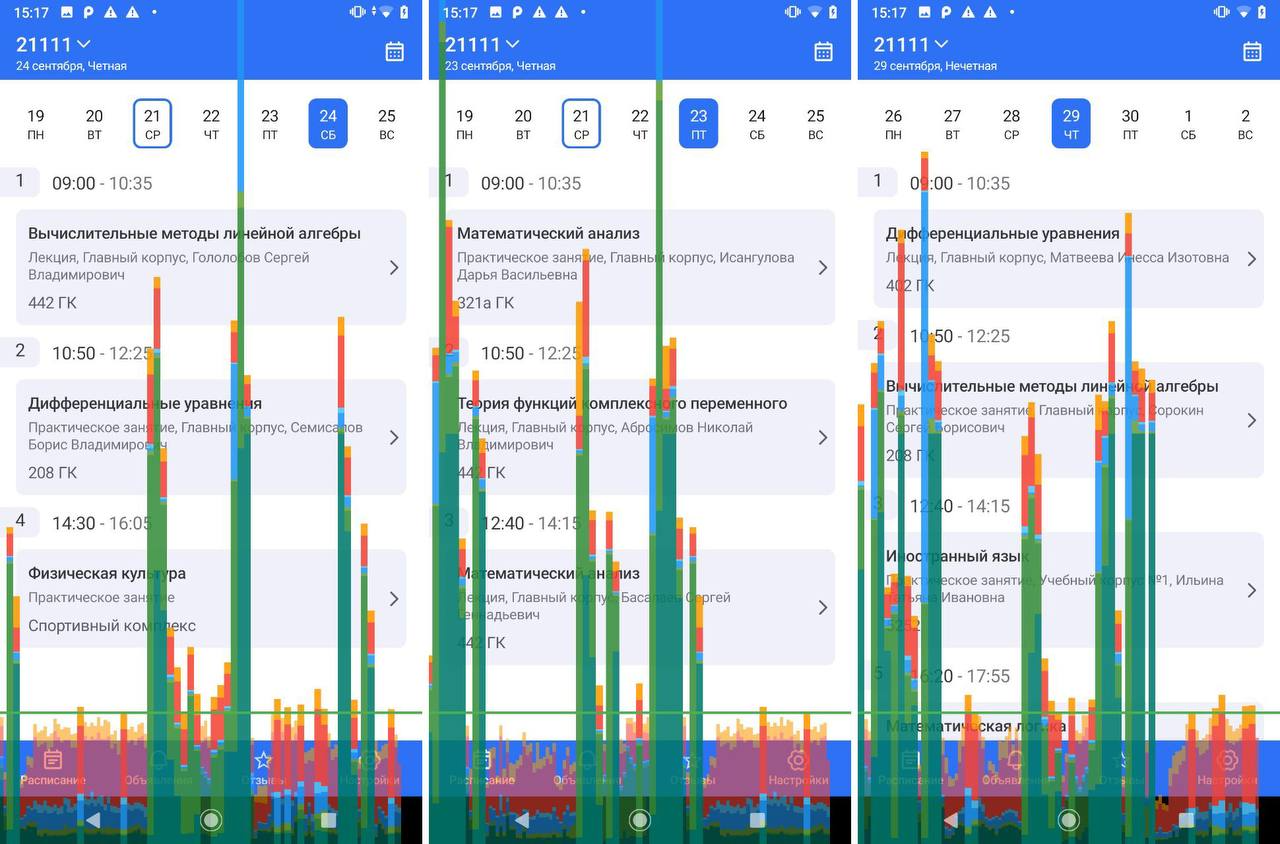 15:17
21111
24 сентября, Четная
19 20 21 22 23 24 25
ПН ВТ СР ЧТ ПТ СБ ВС
1 09:00 - 10:35
Вычислительные методы линейной алгебры
Лекция, Главный корпус, Гололобов Сергей
Владимирович
442 ГК
2 10:50 - 12:25
Дифференциальные уравнения
Практическое занятие, Главный корпус, Семисалов
Борис Владимирович
208 ГК
4 14:30 - 16:05
Физическая культура
Практическое занятие
Спортивный комплекс
Расписание Объявления Отзывы Настройки
15:17
21111
23 сентября, Четная
19 20 21 22 23 24 25
ПН ВТ СР ЧТ ПТ СБ ВС
1 09:00 - 10:35
Математический анализ
Практическое занятие, Главный корпус, Исангулова
Дарья Васильевна
321а ГК
2 10:50 - 12:25
Теория функций комплексного переменного
Лекция, Главный корпус, Абросимов Николай
Владимирович
442 ГК
3 12:40 - 14:15
Математический анализ
Лекция, Главный корпус, Басалаев Сергей
Геннадьевич
442 ГК
Расписание Объявления Отзывы Настройки
15:17
21111
29 сентября, Нечетная
26 27 28 29 30 1 2
ПН ВТ СР ЧТ ПТ СБ ВС
1 09:00 - 10:35
Дифференциальные уравнения
Лекция, Главный корпус, Матвеева Инесса Изотовна
402 ГК
2 10:50 - 12:25
Вычислительные методы линейной алгебры
Практическое занятие, Главный корпус, Сорокин
Сергей Борисович
208 ГК
3 12:40 - 14:15
Иностранный язык
Практическое занятие, Учебный корпус №1, Ильина
Татьяна Ивановна
5252
5 16:20 - 17:55
Математическая логика
Расписание Объявления Отзывы Настройки